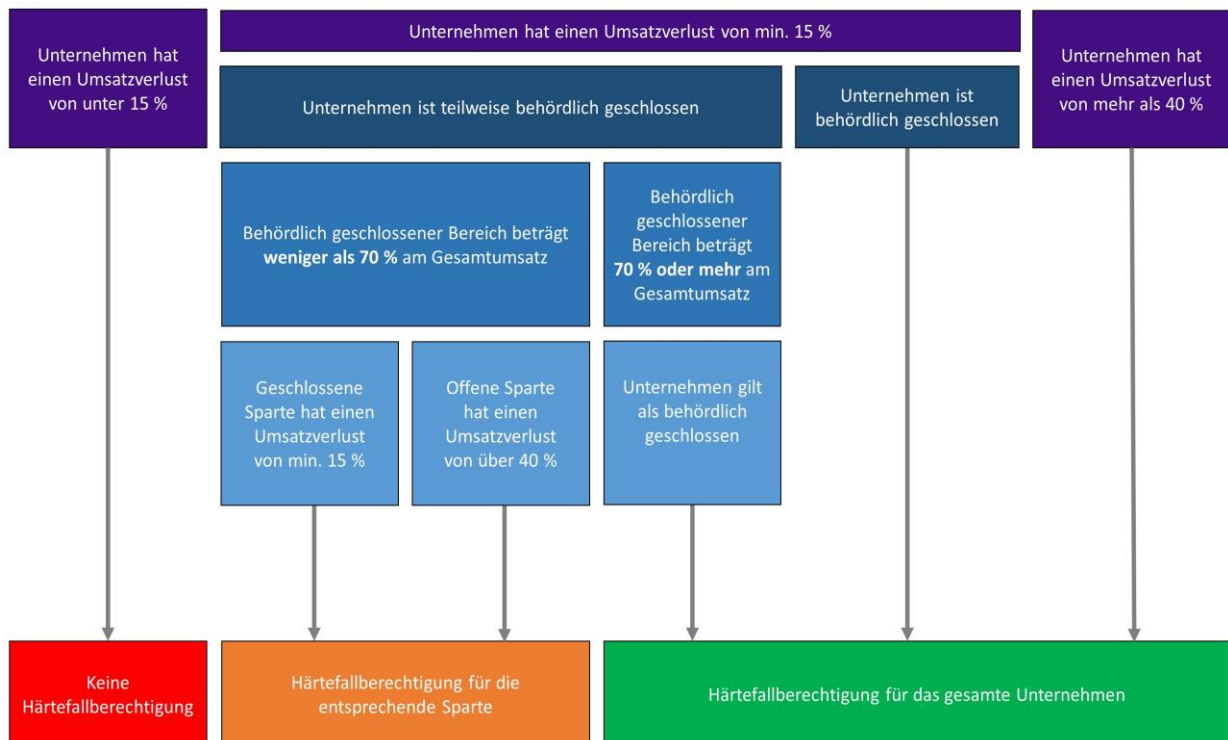 Unternehmen hat
einen Umsatzverlust
von unter 15 %
Unternehmen hat einen Umsatzverlust von min. 15 %
Unternehmen hat
einen Umsatzverlust
von mehr als 40 %
Unternehmen ist teilweise behördlich geschlossen
Unternehmen ist
behördlich geschlossen
Behördlich geschlossener Bereich beträgt
weniger als 70 % am Gesamtumsatz
Behördlich
geschlossener
Bereich beträgt
70 % oder mehr am
Gesamtumsatz
Geschlossene
Sparte hat einen
Umsatzverlust
von min. 15 %
Offene Sparte
hat einen
Umsatzverlust
von über 40 %
Unternehmen gilt
als behördlich
geschlossen
Keine
Härtefallberechtigung
Härtefallberechtigung für die
entsprechende Sparte
Härtefallberechtigung für das gesamte Unternehmen